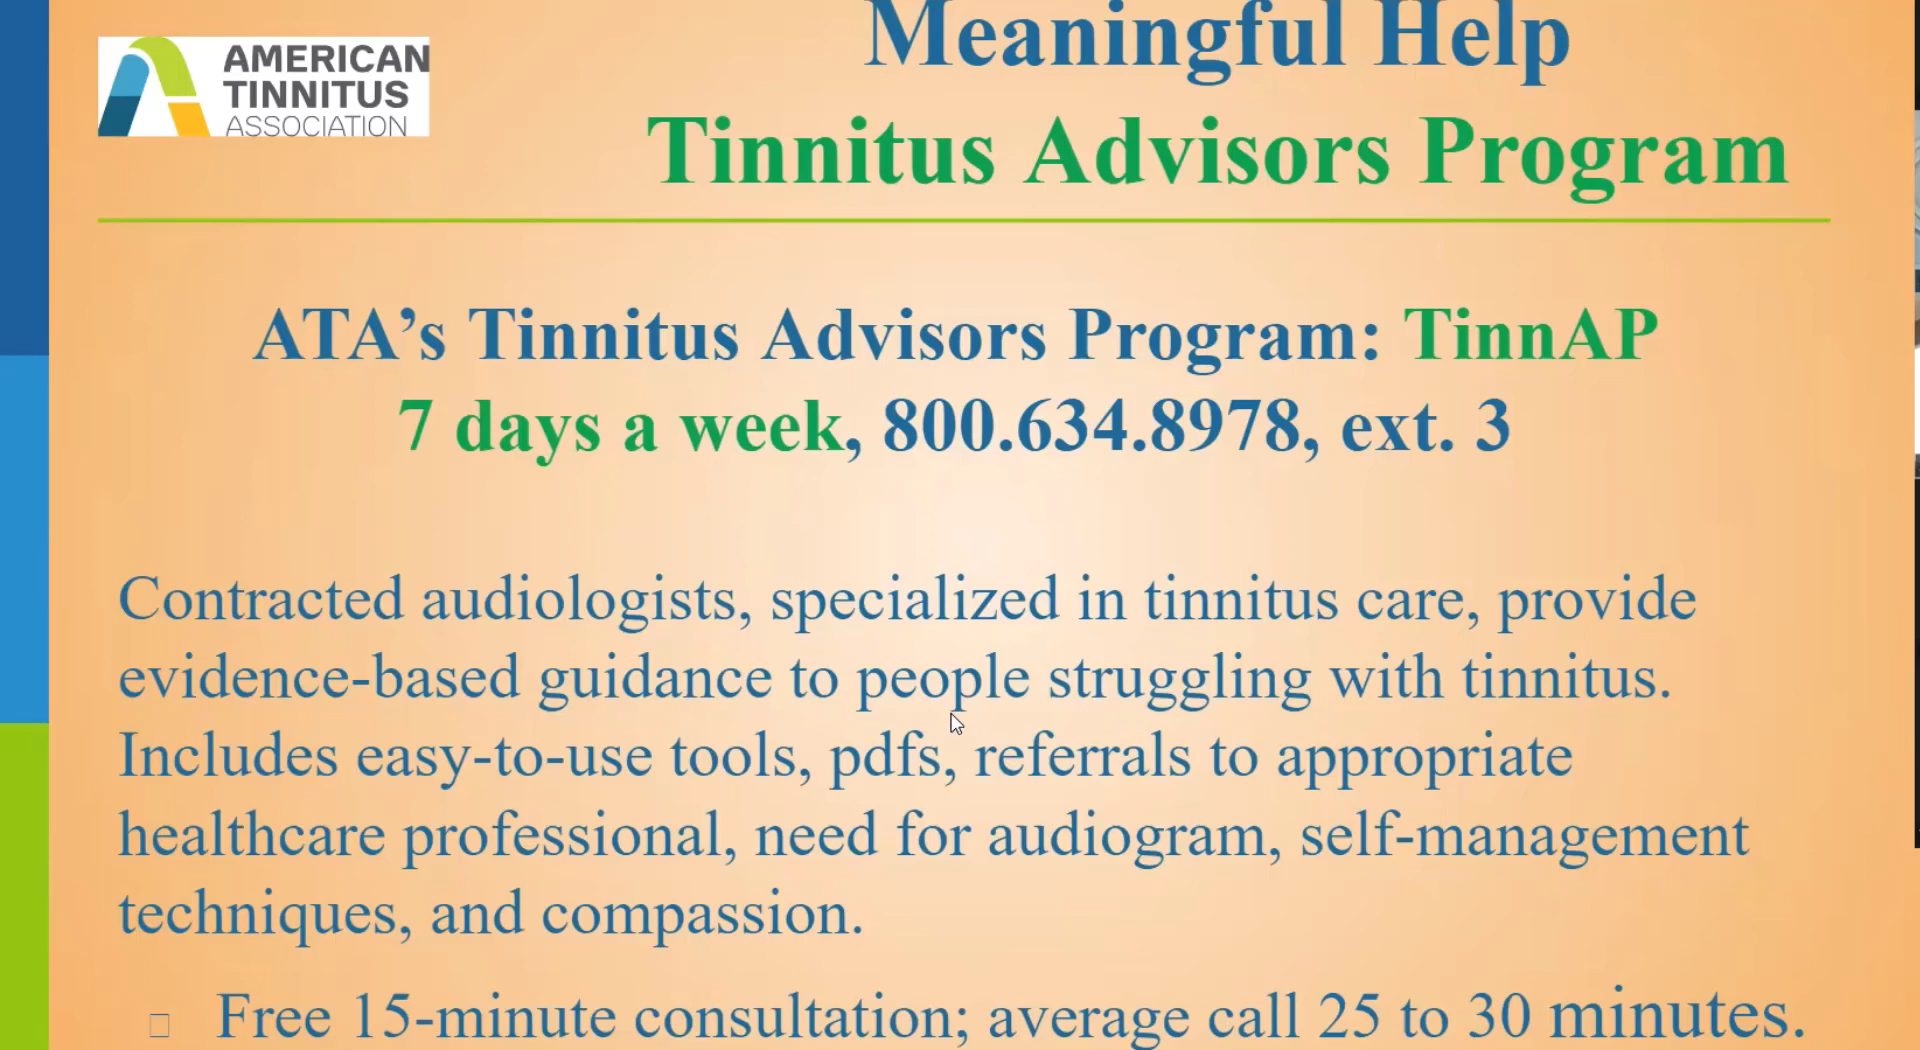 AMERICAN
TINNITUS
ASSOCIATION
Meaningful Help
Tinnitus Advisors Program
ATA’s Tinnitus Advisors Program: TinnAP
7 days a week, 800.634.8978, ext. 3
Contracted audiologists, specialized in tinnitus care, provide
evidence-based guidance to people struggling with tinnitus.
Includes easy-to-use tools, pdfs, referrals to appropriate
healthcare professional, need for audiogram, self-management
techniques, and compassion.
Free 15-minute consultation; average call 25 to 30 minutes.